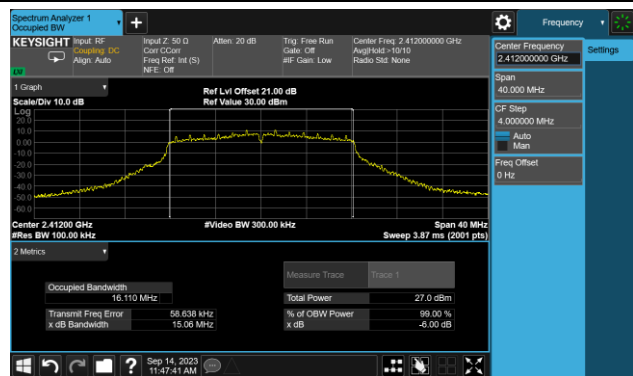 Spectrum Analyzer 1
Occupied BW
Frequency
KEYSIGHT
Input: RF
Coupling: DC
Align: Auto
Input Z: 50 Ω
Corr CCorr
Freq Ref: Int (S)
NFE: Off
Atten: 20 dB
Trig: Free Run
Gate: Off
#IF Gain: Low
Center Freq: 2.412000000 GHz
Avg|Hold:>10/10
Radio Std: None
Center Frequency
2.412000000 GHz
Settings
Span
40.000 MHz
CF Step
4.000000 MHz
Auto
Man
Freq Offset
0 Hz
1 Graph
Scale/Div 10.0 dB
Ref Lvl Offset 21.00 dB
Ref Value 30.00 dBm
Log
20.0
10.0
0.00
-10.0
-20.0
-30.0
-40.0
-50.0
-60.0
Center 2.41200 GHz
#Res BW 100.00 kHz
#Video BW 300.00 kHz
Span 40 MHz
Sweep 3.87 ms (2001 pts)
2 Metrics
Measure Trace
Trace 1
Occupied Bandwidth
16.110 MHz
Total Power
27.0 dBm
Transmit Freq Error
58.638 kHz
% of OBW Power
99.00 %
x dB Bandwidth
15.06 MHz
x dB
-6.00 dB
?
Sep 14, 2023
11:47:41 AM